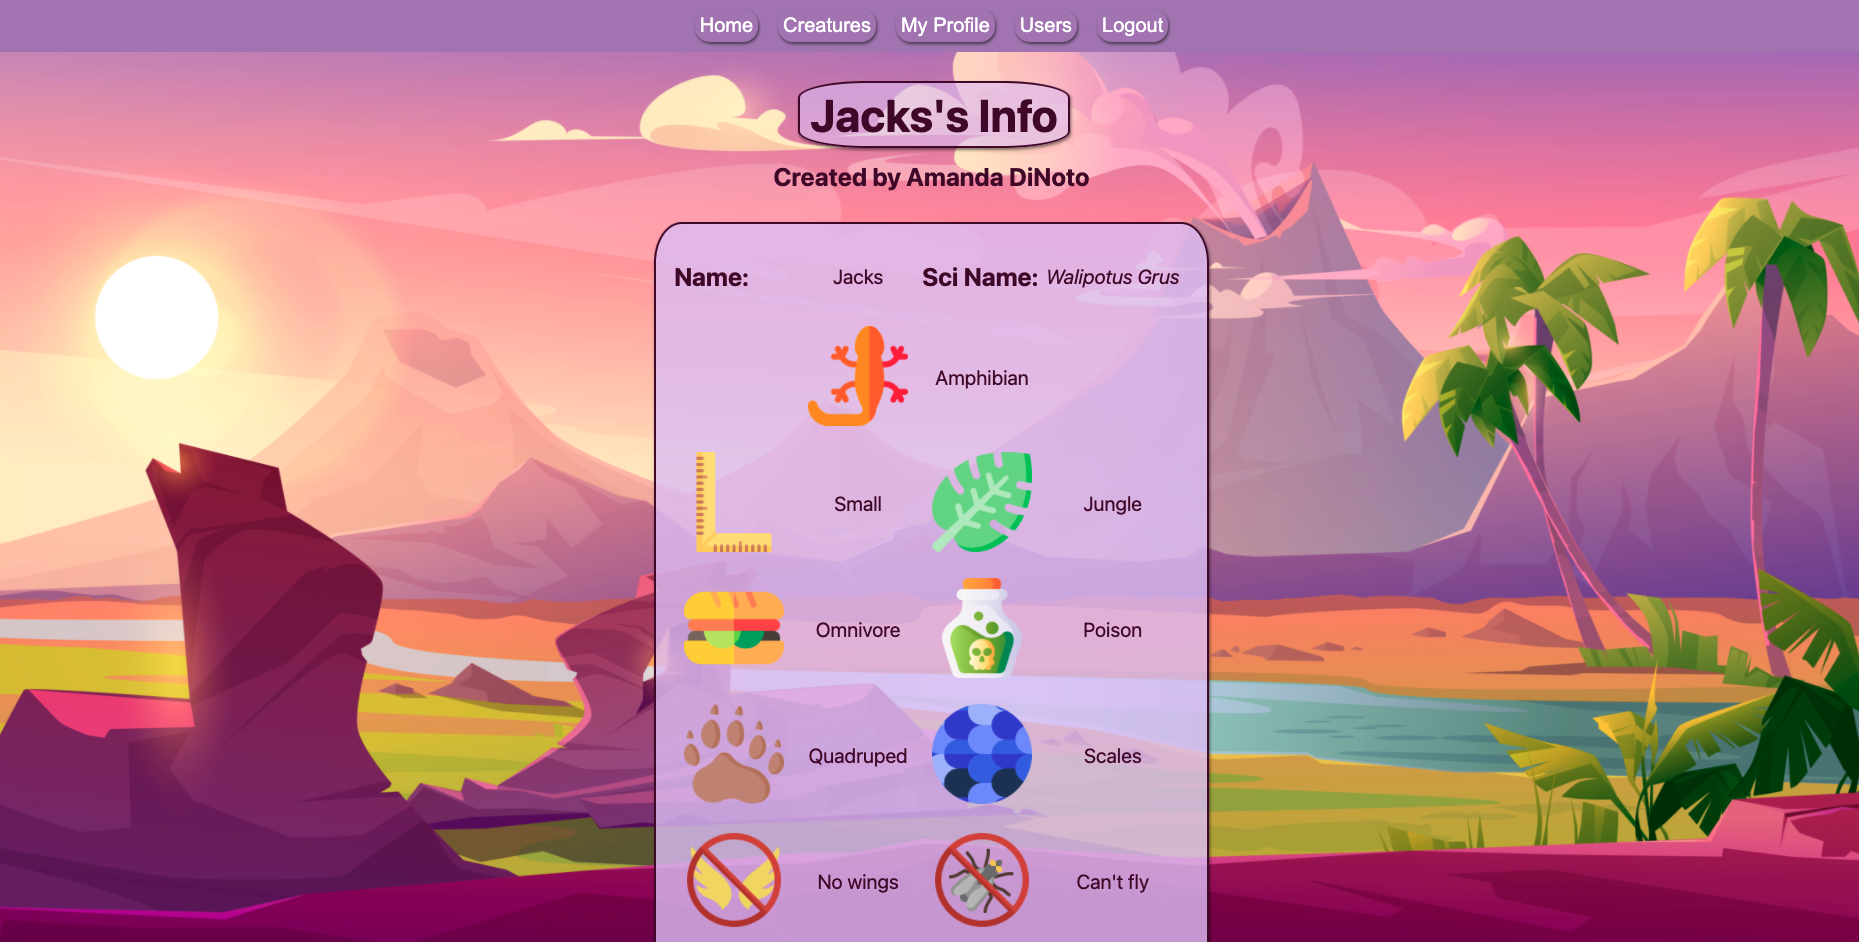 Home Creatures My Profile Users Logout
Jacks's Info
Created by Amanda DiNoto
Name: Jacks Sci Name: Walipotus Grus
Amphibian
Small Jungle
Omnivore Poison
Quadruped Scales
No wings Can't fly